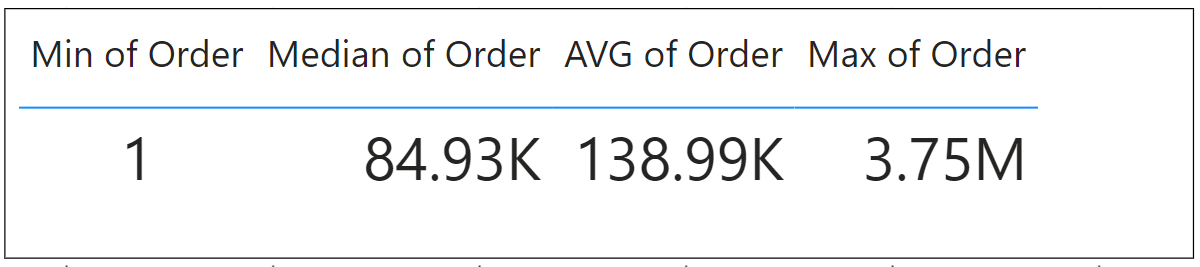 Min of Order Median of Order AVG of Order Max of Order
1 84.93K 138.99K 3.75M